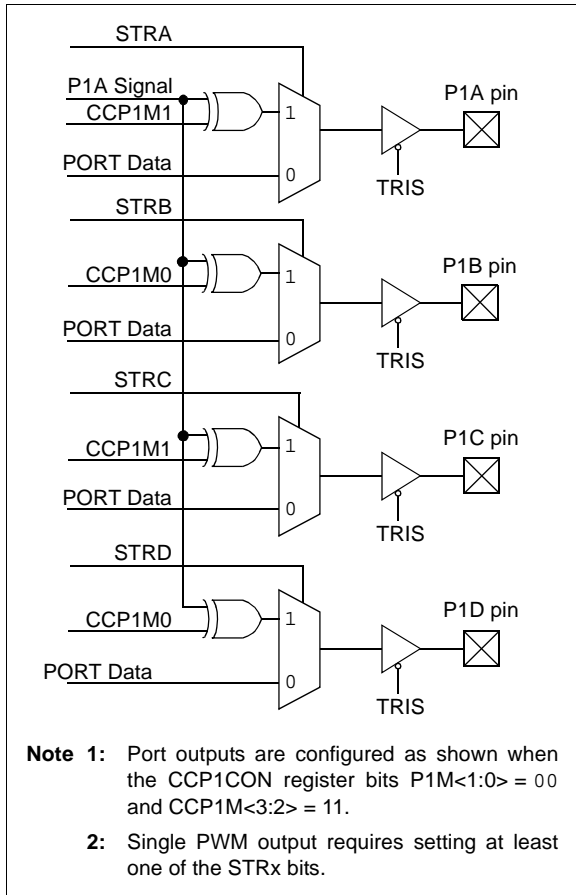 STRA
P1A Signal
CCP1M1
1
P1A pin
PORT Data
0
TRIS
STRB
CCP1M0
1
P1B pin
PORT Data
0
TRIS
STRC
CCP1M1
1
P1C pin
PORT Data
0
TRIS
STRD
CCP1M0
1
P1D pin
PORT Data
0
TRIS
Note 1: Port outputs are configured as shown when
the CCP1CON register bits P1M<1:0> = 00
and CCP1M<3:2> = 11.
2: Single PWM output requires setting at least
one of the STRx bits.